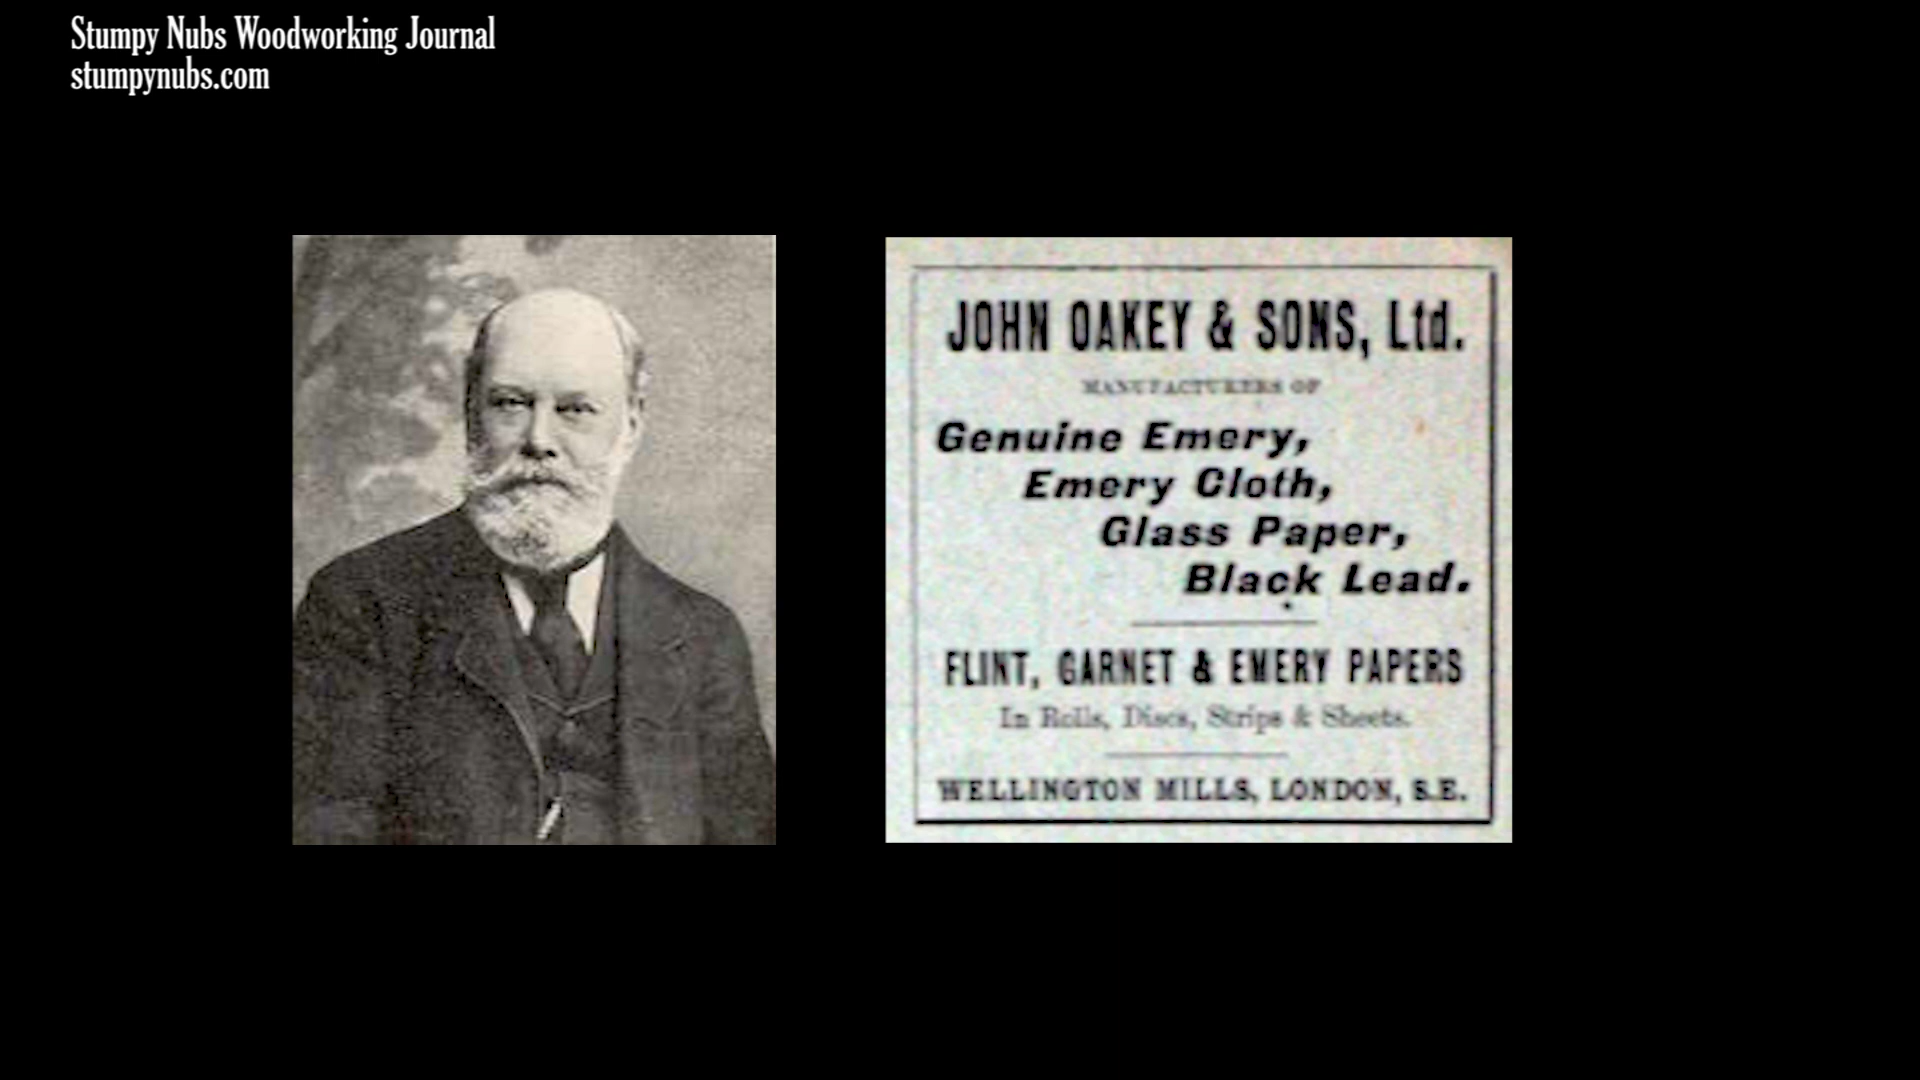 Stumpy Nubs Woodworking Journal
stumpynubs.com
JOHN OAKEY & SONS, Ltd.
MANUFACTURERS OF
Genuine Emery,
Emery Cloth,
Glass Paper,
Black Lead.
FLINT, GARNET & EMERY PAPERS
In Rolls, Discs, Strips & Sheets.
WELLINGTON MILLS, LONDON, S.E.